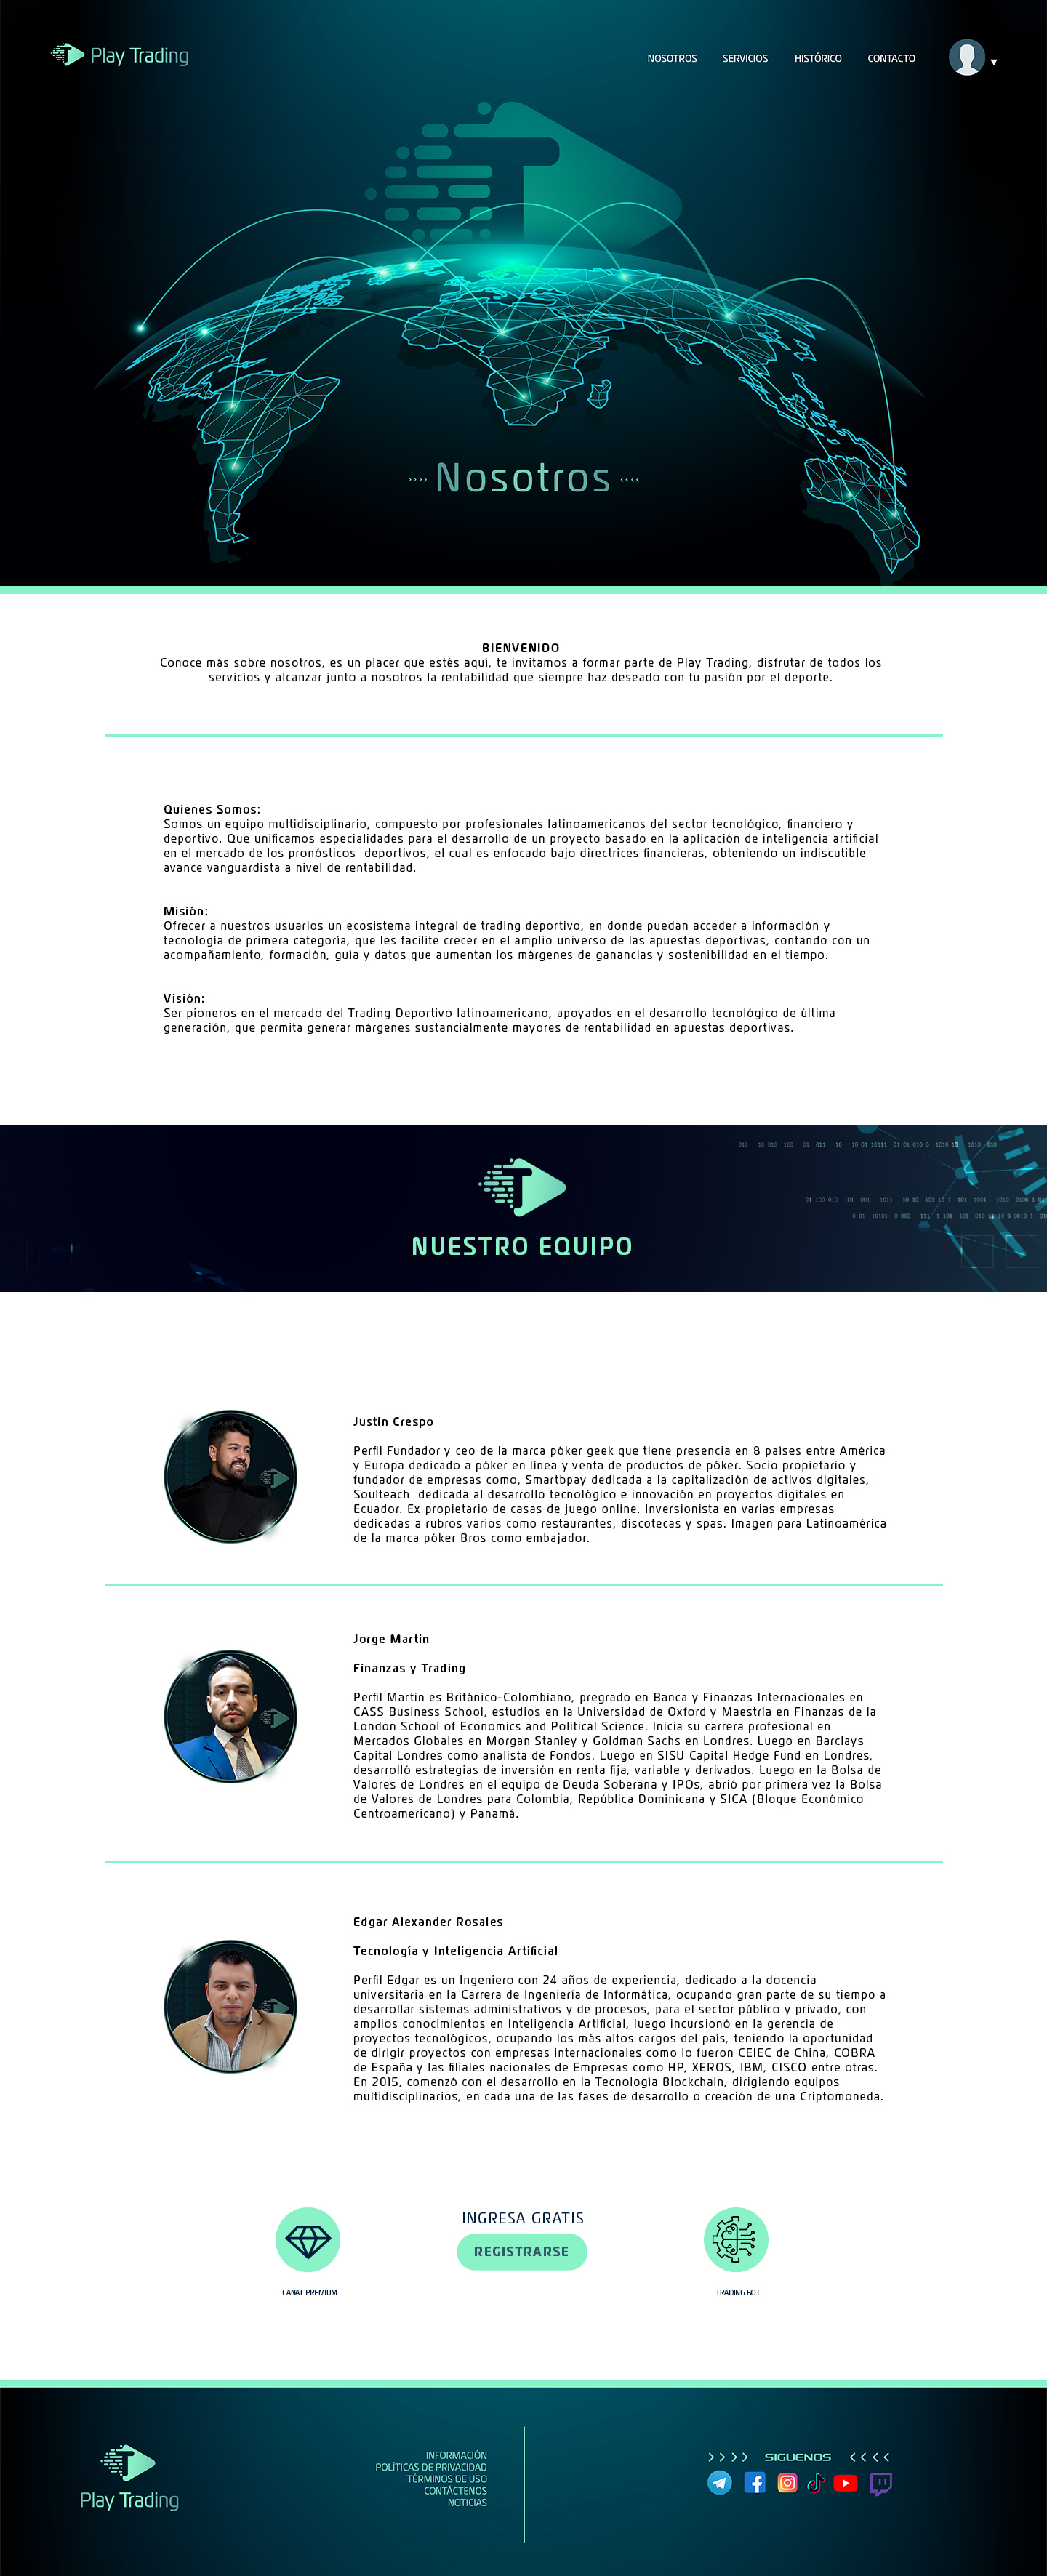 Play Trading
NOSOTROS SERVICIOS HISTÓRICO CONTACTO
Nosotros
BIENVENIDO
Conoce más sobre nosotros, es un placer que estés aquí, te invitamos a formar parte de Play Trading, disfrutar de todos los
servicios y alcanzar junto a nosotros la rentabilidad que siempre haz deseado con tu pasión por el deporte.
Quienes Somos:
Somos un equipo multidisciplinario, compuesto por profesionales latinoamericanos del sector tecnológico, financiero y
deportivo. Que unificamos especialidades para el desarrollo de un proyecto basado en la aplicación de inteligencia artificial
en el mercado de los pronósticos deportivos, el cual es enfocado bajo directrices financieras, obteniendo un indiscutible
avance vanguardista a nivel de rentabilidad.
Misión:
Ofrecer a nuestros usuarios un ecosistema integral de trading deportivo, en donde puedan acceder a información y
tecnología de primera categoría, que les facilite crecer en el amplio universo de las apuestas deportivas, contando con un
acompañamiento, formación, guía y datos que aumentan los márgenes de ganancias y sostenibilidad en el tiempo.
Visión:
Ser pioneros en el mercado del Trading Deportivo latinoamericano, apoyados en el desarrollo tecnológico de última
generación, que permita generar márgenes sustancialmente mayores de rentabilidad en apuestas deportivas.
NUESTRO EQUIPO
Justin Crespo
Perfil Fundador y ceo de la marca póker geek que tiene presencia en 8 países entre América
y Europa dedicado a póker en línea y venta de productos de póker. Socio propietario y
fundador de empresas como, Smartbpay dedicada a la capitalización de activos digitales,
Soulteach dedicada al desarrollo tecnológico e innovación en proyectos digitales en
Ecuador. Ex propietario de casas de juego online. Inversionista en varias empresas
dedicadas a rubros varios como restaurantes, discotecas y spas. Imagen para Latinoamérica
de la marca póker Bros como embajador.
Jorge Martin
Finanzas y Trading
Perfil Martin es Británico-Colombiano, pregrado en Banca y Finanzas Internacionales en
CASS Business School, estudios en la Universidad de Oxford y Maestría en Finanzas de la
London School of Economics and Political Science. Inicia su carrera profesional en
Mercados Globales en Morgan Stanley y Goldman Sachs en Londres. Luego en Barclays
Capital Londres como analista de Fondos. Luego en SISU Capital Hedge Fund en Londres,
desarrolló estrategias de inversión en renta fija, variable y derivados. Luego en la Bolsa de
Valores de Londres en el equipo de Deuda Soberana y IPOs, abrió por primera vez la Bolsa
de Valores de Londres para Colombia, República Dominicana y SICA (Bloque Económico
Centroamericano) y Panamá.
Edgar Alexander Rosales
Tecnología y Inteligencia Artificial
Perfil Edgar es un Ingeniero con 24 años de experiencia, dedicado a la docencia
universitaria en la Carrera de Ingeniería de Informática, ocupando gran parte de su tiempo a
desarrollar sistemas administrativos y de procesos, para el sector público y privado, con
amplios conocimientos en Inteligencia Artificial, luego incursionó en la gerencia de
proyectos tecnológicos, ocupando los más altos cargos del país, teniendo la oportunidad
de dirigir proyectos con empresas internacionales como lo fueron CEIEC de China, COBRA
de España y las filiales nacionales de Empresas como HP, XEROS, IBM, CISCO entre otras.
En 2015, comenzó con el desarrollo en la Tecnología Blockchain, dirigiendo equipos
multidisciplinarios, en cada una de las fases de desarrollo o creación de una Criptomoneda.
INGRESA GRATIS
REGISTRARSE
CANAL PREMIUM
TRADING BOT
Play Trading
INFORMACIÓN
POLÍTICAS DE PRIVACIDAD
TÉRMINOS DE USO
CONTÁCTENOS
NOTICIAS
SIGUENOS